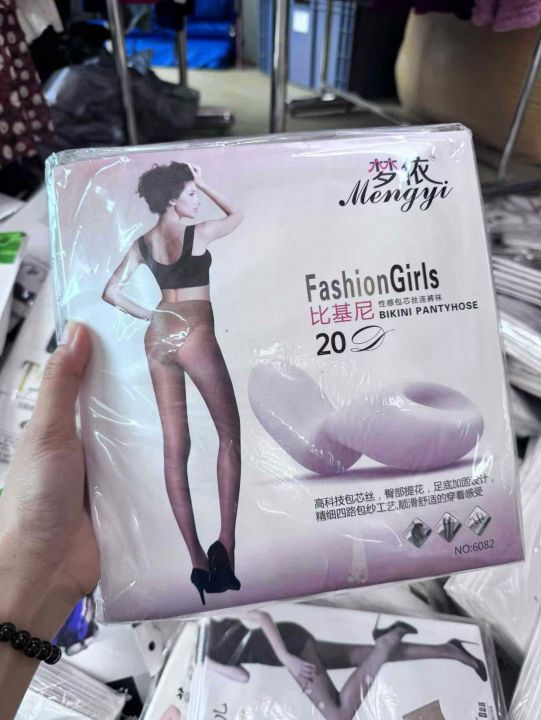 梦依
Mengyi
FashionGirls
比基尼
性感包芯丝连裤袜
BIKINI PANTYHOSE
20 D
高科技包芯丝，臀部提花，足底加固设计，
精细四路包纱工艺.顺滑舒适的穿着感受
NO:6082